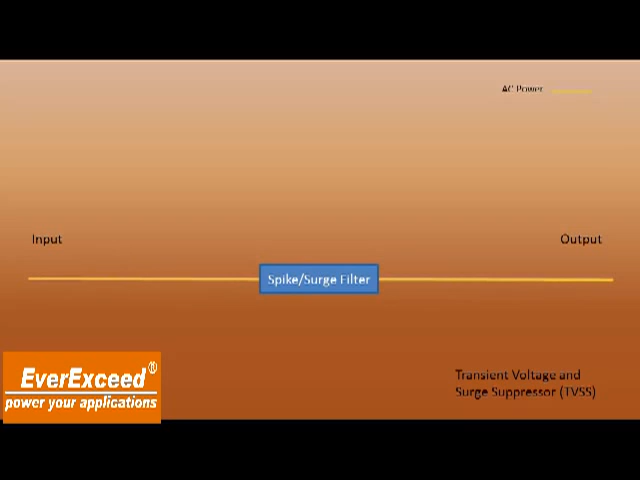 AC Power
Input
Output
Spike/Surge Filter
EverExceed®
power your applications
Transient Voltage and
Surge Suppressor (TVSS)